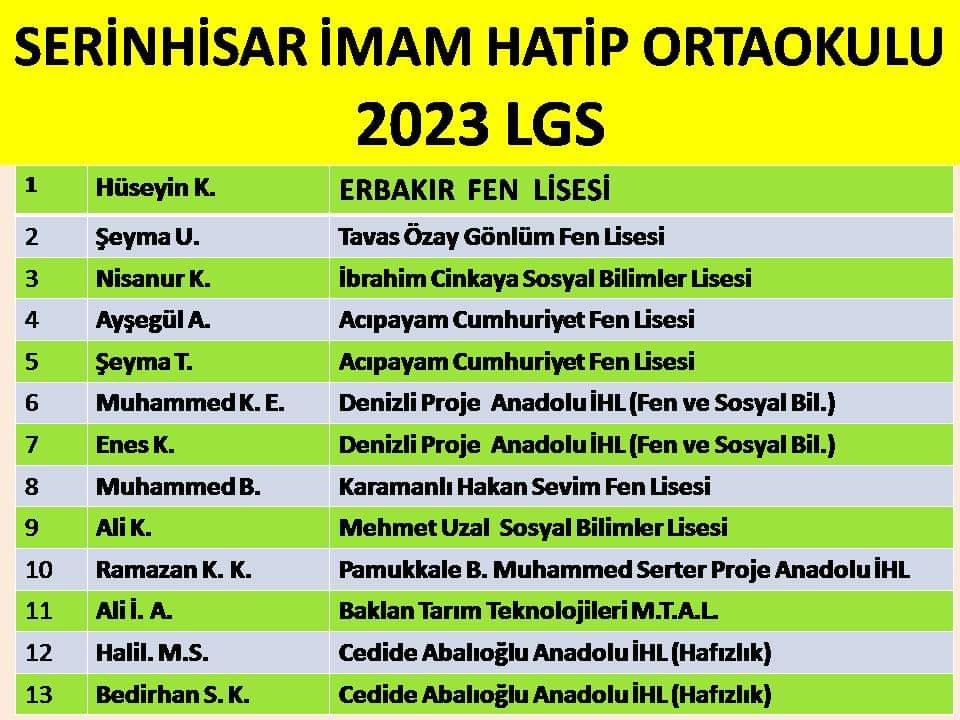 SERİNHİSAR İMAM HATİP ORTAOKULU
2023 LGS
1 Hüseyin K. ERBAKIR FEN LİSESİ
2 Şeyma U. Tavas Özay Gönlüm Fen Lisesi
3 Nisanur K. İbrahim Cinkaya Sosyal Bilimler Lisesi
4 Ayşegül A. Acıpayam Cumhuriyet Fen Lisesi
5 Şeyma T. Acıpayam Cumhuriyet Fen Lisesi
6 Muhammed K. E. Denizli Proje Anadolu İHL (Fen ve Sosyal Bil.)
7 Enes K. Denizli Proje Anadolu İHL (Fen ve Sosyal Bil.)
8 Muhammed B. Karamanlı Hakan Sevim Fen Lisesi
9 Ali K. Mehmet Uzal Sosyal Bilimler Lisesi
10 Ramazan K. K. Pamukkale B. Muhammed Serter Proje Anadolu İHL
11 Ali İ. A. Baklan Tarım Teknolojileri M.T.A.L.
12 Halil. M.S. Cedide Abalıoğlu Anadolu İHL (Hafızlık)
13 Bedirhan S. K. Cedide Abalıoğlu Anadolu İHL (Hafızlık)